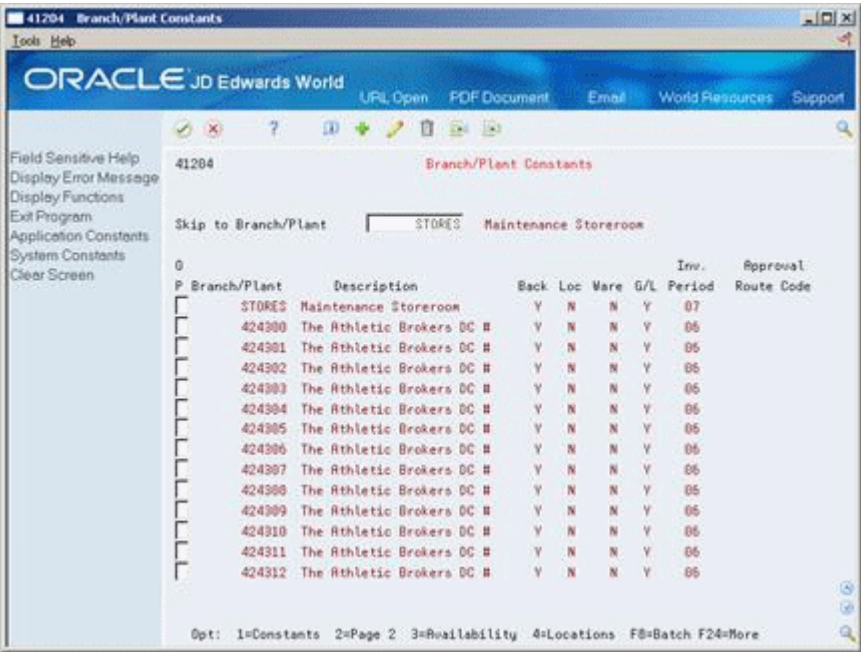 41204 Branch/Plant Constants
Tools Help
ORACLE JD Edwards World
URL Open PDF Document Email World Resources Support
?
Field Sensitive Help
Display Error Message
Display Functions
Exit Program
Application Constants
System Constants
Clear Screen
41204 Branch/Plant Constants
Skip to Branch/Plant STORES Maintenance Storeroom
O Inv. Approval
P Branch/Plant Description Back Loc Ware G/L Period Route Code
STORES Maintenance Storeroom Y N N Y 07
424300 The Athletic Brokers DC # Y N N Y 06
424301 The Athletic Brokers DC # Y N N Y 06
424302 The Athletic Brokers DC # Y N N Y 06
424303 The Athletic Brokers DC # Y N N Y 06
424304 The Athletic Brokers DC # Y N N Y 06
424305 The Athletic Brokers DC # Y N N Y 06
424306 The Athletic Brokers DC # Y N N Y 06
424307 The Athletic Brokers DC # Y N N Y 06
424308 The Athletic Brokers DC # Y N N Y 06
424309 The Athletic Brokers DC # Y N N Y 06
424310 The Athletic Brokers DC # Y N N Y 06
424311 The Athletic Brokers DC # Y N N Y 06
424312 The Athletic Brokers DC # Y N N Y 06
Opt: 1=Constants 2=Page 2 3=Availability 4=Locations F8=Batch F24=More